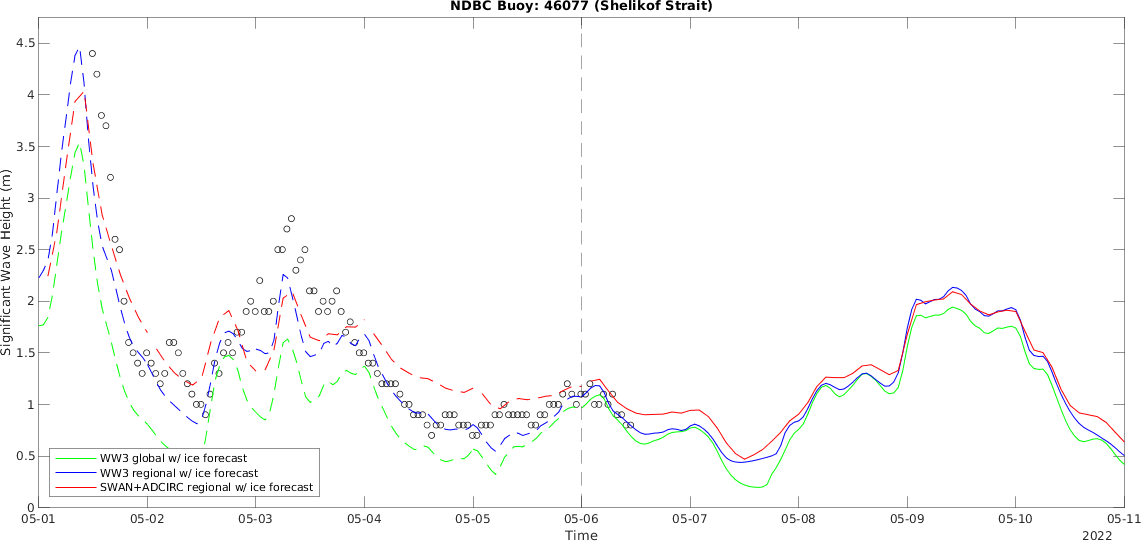 NDBC Buoy: 46077 (Shelikof Strait)
Significant Wave Height (m)
4.5
4
3.5
3
2.5
2
1.5
1
0.5
0
WW3 global w/ ice forecast
WW3 regional w/ ice forecast
SWAN+ADCIRC regional w/ ice forecast
05-01 05-02 05-03 05-04 05-05 05-06 05-07 05-08 05-09 05-10 05-11
Time
2022